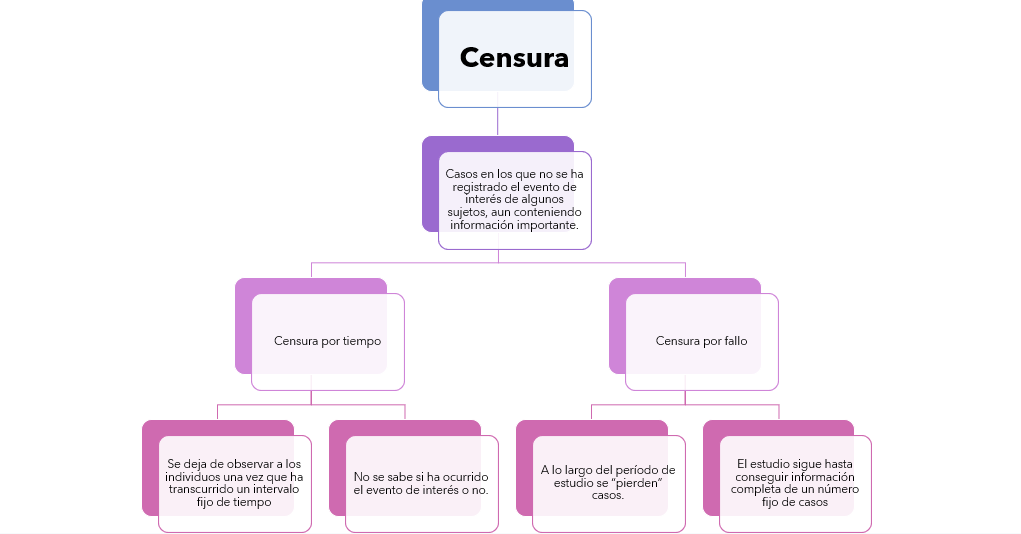 Censura
Casos en los que no se ha
registrado el evento de
interés de algunos
sujetos, aun conteniendo
información importante.
Censura por tiempo
Censura por fallo
Se deja de observar a los
individuos una vez que ha
transcurrido un intervalo
fijo de tiempo
No se sabe si ha ocurrido
el evento de interés o no.
A lo largo del período de
estudio se “pierden”
casos.
El estudio sigue hasta
conseguir información
completa de un número
fijo de casos